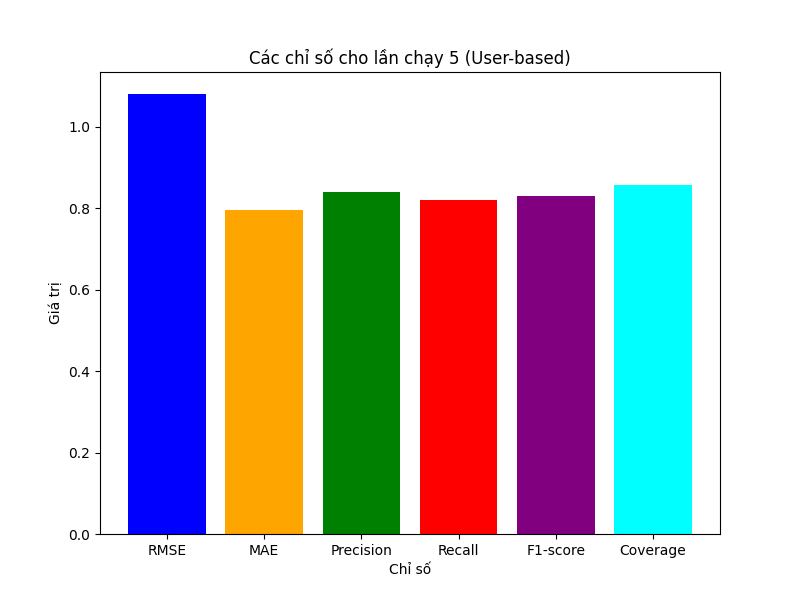 Các chỉ số cho lần chạy 5 (User-based)
Giá trị
1.0
0.8
0.6
0.4
0.2
0.0
RMSE MAE Precision Recall F1-score Coverage
Chỉ số